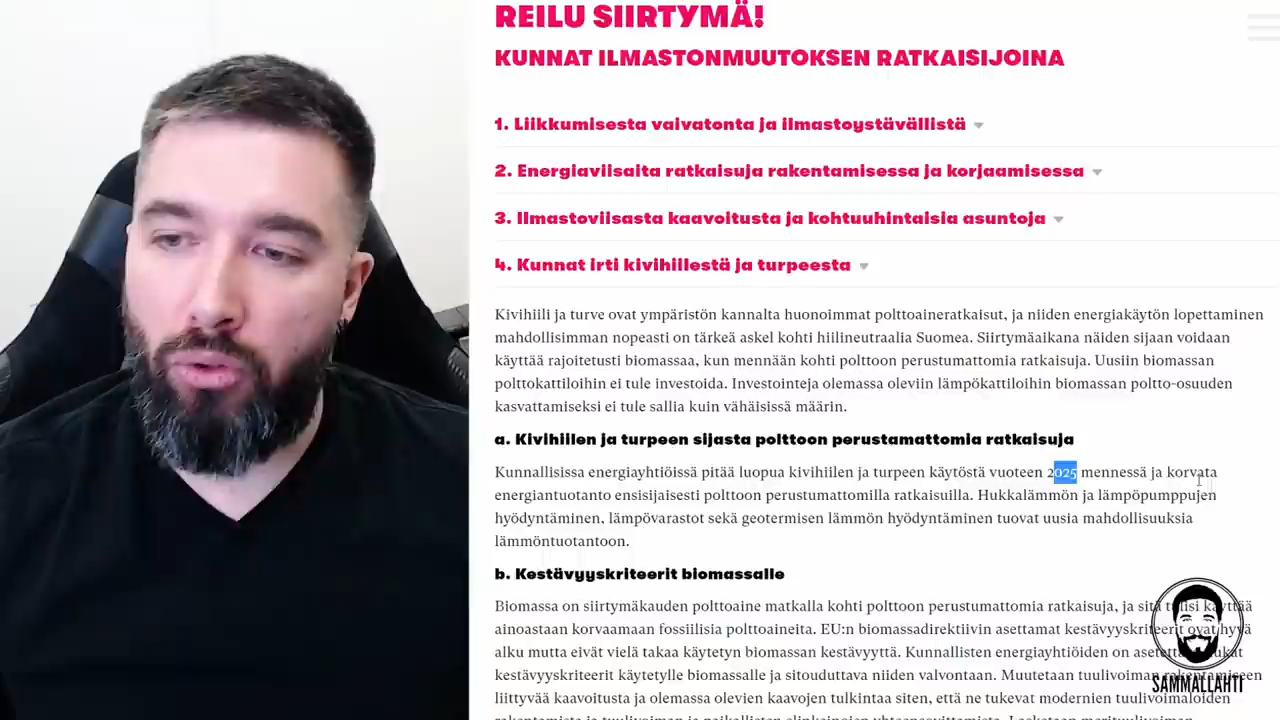 REILU SIIRTYMÄ!
KUNNAT ILMASTONMUUTOKSEN RATKAISIJOINA
1. Liikkumisesta vaivatonta ja ilmastoystävällistä
2. Energiaviisaita ratkaisuja rakentamisessa ja korjaamisessa
3. Ilmastoviisasta kaavoitusta ja kohtuuhintaisia asuntoja
4. Kunnat irti kivihiilestä ja turpeesta
Kivihiili ja turve ovat ympäristön kannalta huonoimmat polttoaineratkaisut, ja niiden energiakäytön lopettaminen
mahdollisimman nopeasti on tärkeä askel kohti hiilineutraalia Suomea. Siirtymäaikana näiden sijaan voidaan
käyttää rajoitetusti biomassaa, kun mennään kohti polttoon perustumattomia ratkaisuja. Uusiin biomassan
polttokattiloihin ei tule investoida. Investointeja olemassa oleviin lämpökattiloihin biomassan poltto-osuuden
kasvattamiseksi ei tule sallia kuin vähäisissä määrin.
a. Kivihiilen ja turpeen sijasta polttoon perustamattomia ratkaisuja
Kunnallisissa energiayhtiöissä pitää luopua kivihiilen ja turpeen käytöstä vuoteen 2025 mennessä ja korvata
energiantuotanto ensisijaisesti polttoon perustumattomilla ratkaisuilla. Hukkalämmön ja lämpöpumppujen
hyödyntäminen, lämpövarastot sekä geotermisen lämmön hyödyntäminen tuovat uusia mahdollisuuksia
lämmöntuotantoon.
b. Kestävyyskriteerit biomassalle
Biomassa on siirtymäkauden polttoaine matkalla kohti polttoon perustumattomia ratkaisuja, ja sitä tulisi käyttää
ainoastaan korvaamaan fossiilisia polttoaineita. EU:n biomassadirektiivin asettamat kestävyyskriteerit ovat hyvä
alku mutta eivät vielä takaa käytetyn biomassan kestävyyttä. Kunnallisten energiayhtiöiden on
kestävyyskriteerit käytetylle biomassalle ja sitouduttava niiden valvontaan. Muutetaan tuulivoiman rakentamiseen
liittyvää kaavoitusta ja olemassa olevien kaavojen tulkintaa siten, että ne tukevat modernien tuulivoimaloiden
SAMMALLAHTI